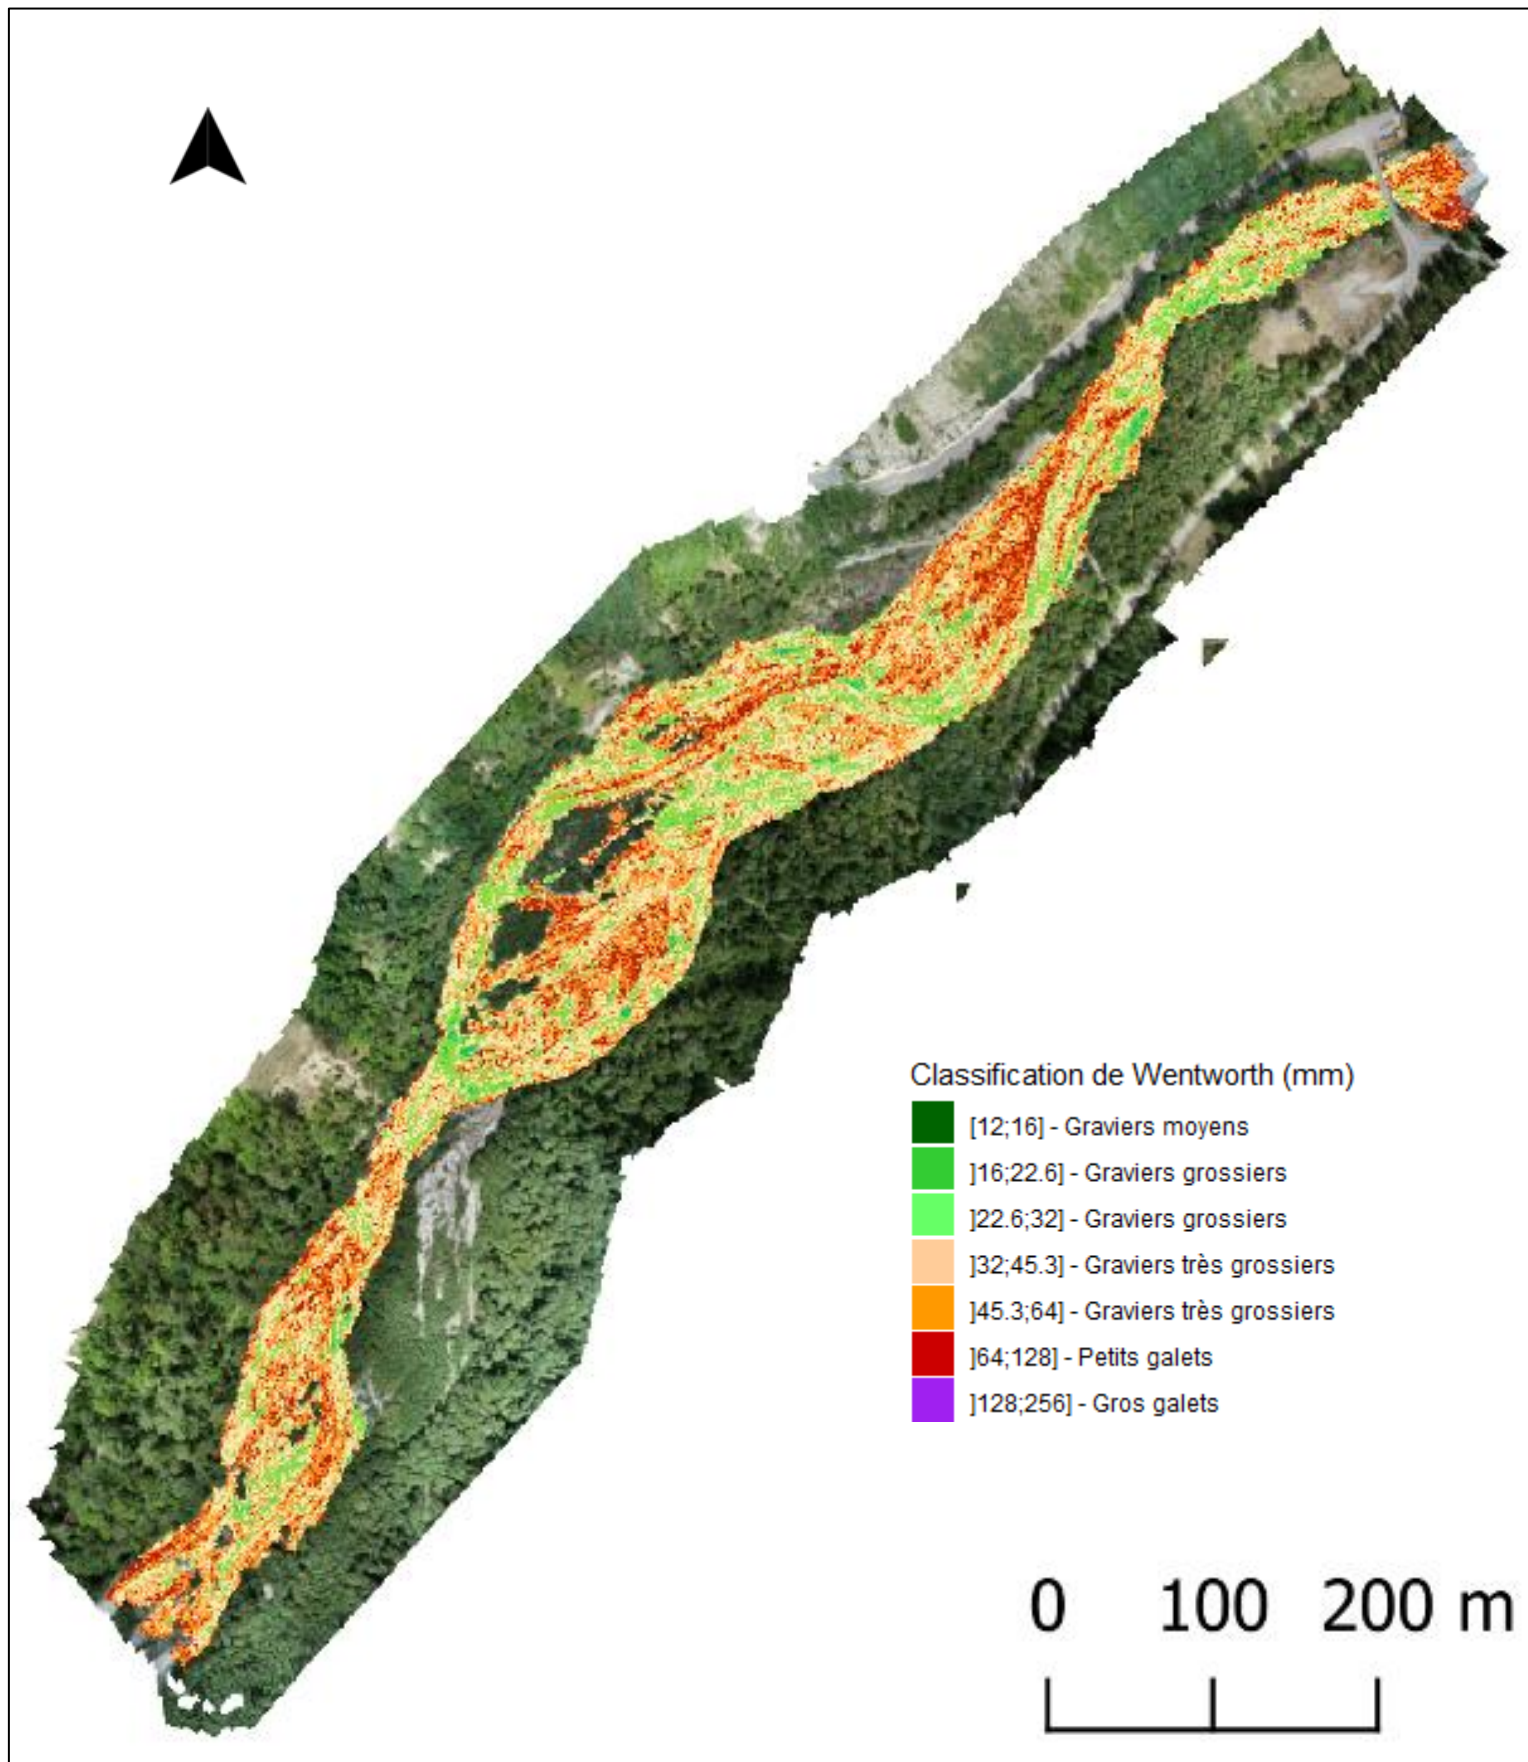 Classification de Wentworth (mm)
[12;16] - Graviers moyens
]16;22.6] - Graviers grossiers
]22.6;32] - Graviers grossiers
]32;45.3] - Graviers très grossiers
]45.3;64] - Graviers très grossiers
]64;128] - Petits galets
]128;256] - Gros galets
0 100 200 m